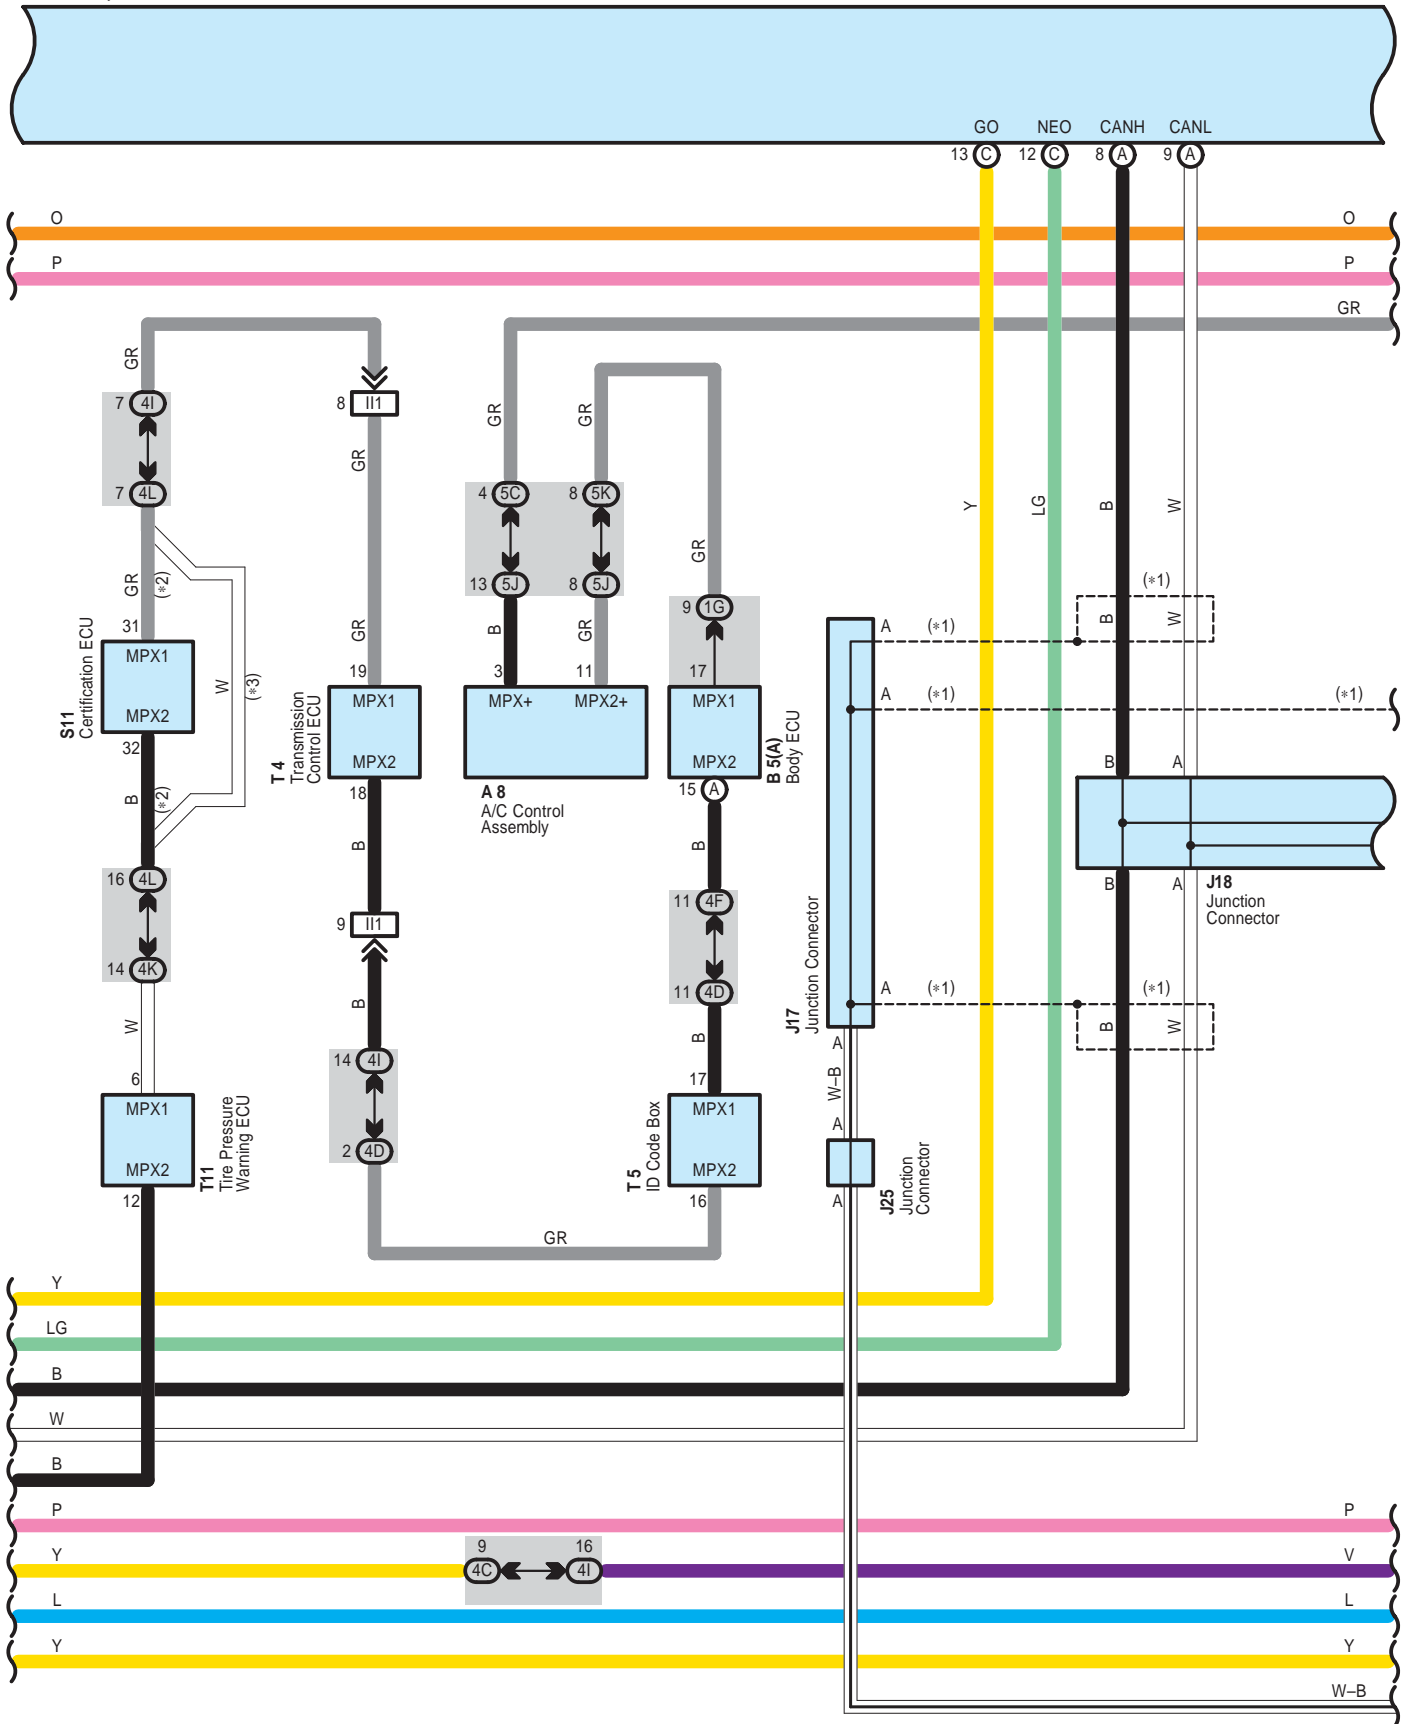 GO NEO CANH CANL
13 C 12 C 8 A 9 A
O O
P P
GR
GR
7 4I
8 II1
GR
GR
GR
7 4L
4 5C
8 5K
Y
LG
B
W
GR
GR
(*2)
13 5J
8 5J
(*1)
9 1G
B
W
31
W
(*3)
GR
B
GR
A (*1)
MPX1
MPX2
S11
Certification ECU
19
MPX1
MPX2
T 4
Transmission
Control ECU
3
11
MPX+ MPX2+
A 8
A/C Control
Assembly
17
MPX1
MPX2
B 5(A)
Body ECU
A (*1) (*1)
32
18
15 A
B A
B
(*2)
B
B
B A
J18
Junction
Connector
16 4L
11 4F
9 II1
J17
Junction Connector
14 4K
11 4D
A (*1) (*1)
W
B
B
B
W
A
14 4I
W–B
6
MPX1
MPX2
T11
Tire Pressure
Warning ECU
2 4D
17
MPX1
MPX2
T 5
ID Code Box
A
12
16
A
J25
Junction
Connector
GR
Y
LG
B
W
B
P P
9 16
Y 4C 4I V
L L
Y Y
W–B